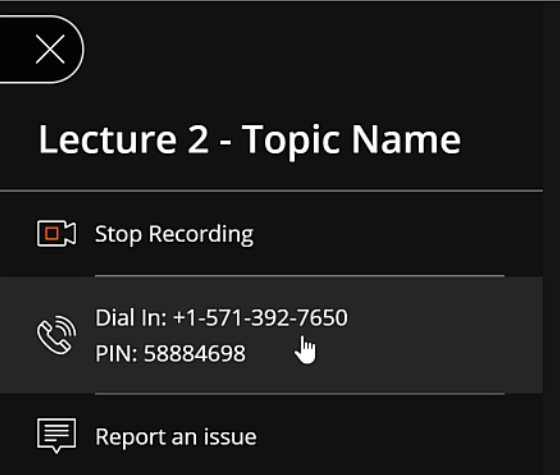 Lecture 2 - Topic Name
Stop Recording
Dial In: +1-571-392-7650
PIN: 58884698
Report an issue